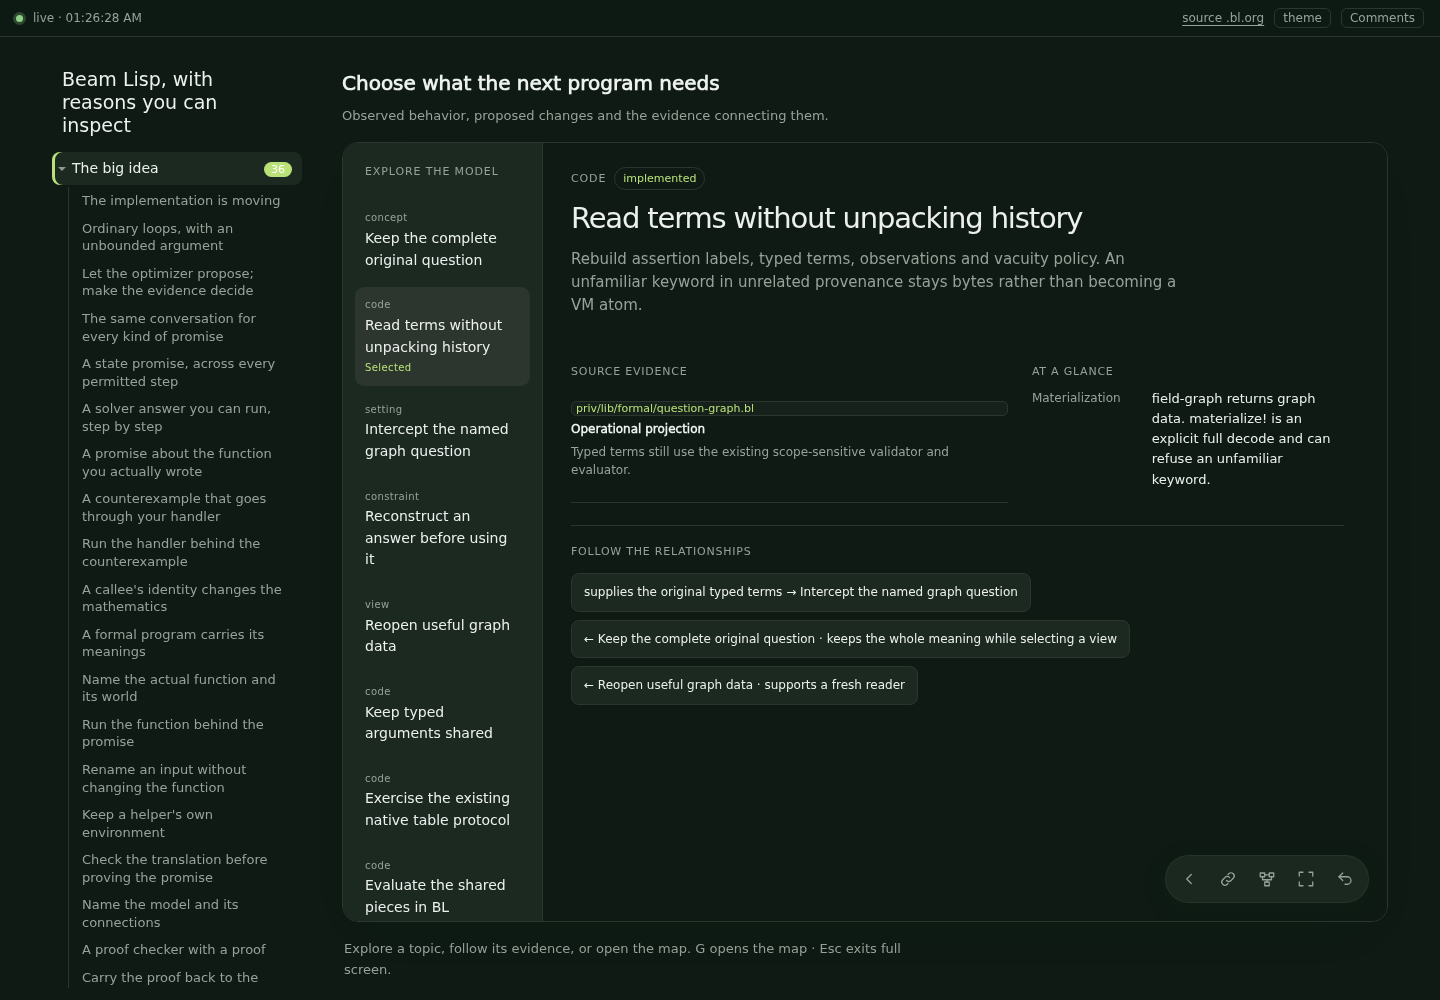 live · 01:26:28 AM
source .bl.org
theme
Comments
Beam Lisp, with
reasons you can
inspect
The big idea
36
The implementation is moving
Ordinary loops, with an
unbounded argument
Let the optimizer propose;
make the evidence decide
The same conversation for
every kind of promise
A state promise, across every
permitted step
A solver answer you can run,
step by step
A promise about the function
you actually wrote
A counterexample that goes
through your handler
Run the handler behind the
counterexample
A callee's identity changes the
mathematics
A formal program carries its
meanings
Name the actual function and
its world
Run the function behind the
promise
Rename an input without
changing the function
Keep a helper's own
environment
Check the translation before
proving the promise
Name the model and its
connections
A proof checker with a proof
Carry the proof back to the
Choose what the next program needs
Observed behavior, proposed changes and the evidence connecting them.
EXPLORE THE MODEL
concept
Keep the complete
original question
code
Read terms without
unpacking history
Selected
setting
Intercept the named
graph question
constraint
Reconstruct an
answer before using
it
view
Reopen useful graph
data
code
Keep typed
arguments shared
code
Exercise the existing
native table protocol
code
Evaluate the shared
pieces in BL
CODE
implemented
Read terms without unpacking history
Rebuild assertion labels, typed terms, observations and vacuity policy. An
unfamiliar keyword in unrelated provenance stays bytes rather than becoming a
VM atom.
SOURCE EVIDENCE
priv/lib/formal/question-graph.bl
Operational projection
Typed terms still use the existing scope-sensitive validator and
evaluator.
AT A GLANCE
Materialization
field-graph returns graph
data. materialize! is an
explicit full decode and can
refuse an unfamiliar
keyword.
FOLLOW THE RELATIONSHIPS
supplies the original typed terms → Intercept the named graph question
← Keep the complete original question · keeps the whole meaning while selecting a view
← Reopen useful graph data · supports a fresh reader
Explore a topic, follow its evidence, or open the map. G opens the map · Esc exits full
screen.